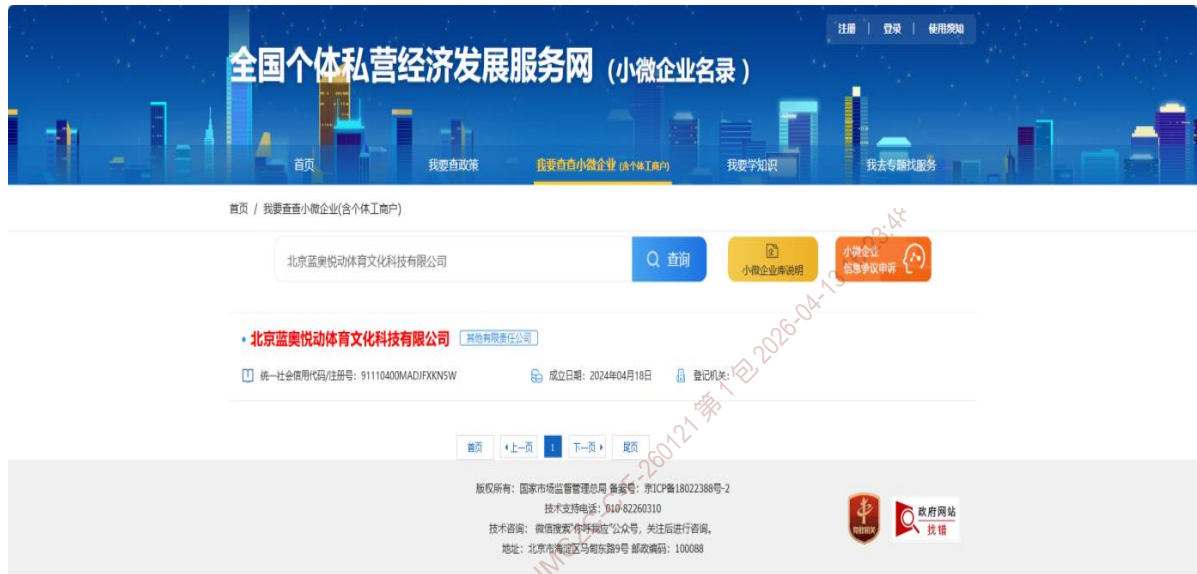 注册 | 登录 | 使用须知
全国个体私营经济发展服务网（小微企业名录）
首页 我要查政策 我要查查小微企业 (含个体工商户) 我要学知识 我去专题找服务
首页 / 我要查查小微企业(含个体工商户)
北京蓝奥悦动体育文化科技有限公司 查询 小微企业库说明 小微企业
信息争议申诉
北京蓝奥悦动体育文化科技有限公司 其他有限责任公司
统一社会信用代码/注册号：91110400MADJFXKN5W 成立日期：2024年04月18日 登记机关：
首页 上一页 1 下一页 尾页
版权所有：国家市场监督管理总局 备案号：京ICP备18022388号-2
技术支持电话：010-82260310
技术咨询：微信搜索“你呼我应”公众号，关注后进行咨询。
地址：北京市海淀区马甸东路9号 邮政编码：100088
党政机关
政府网站
找错
260121 第 1 包 2026-04-13